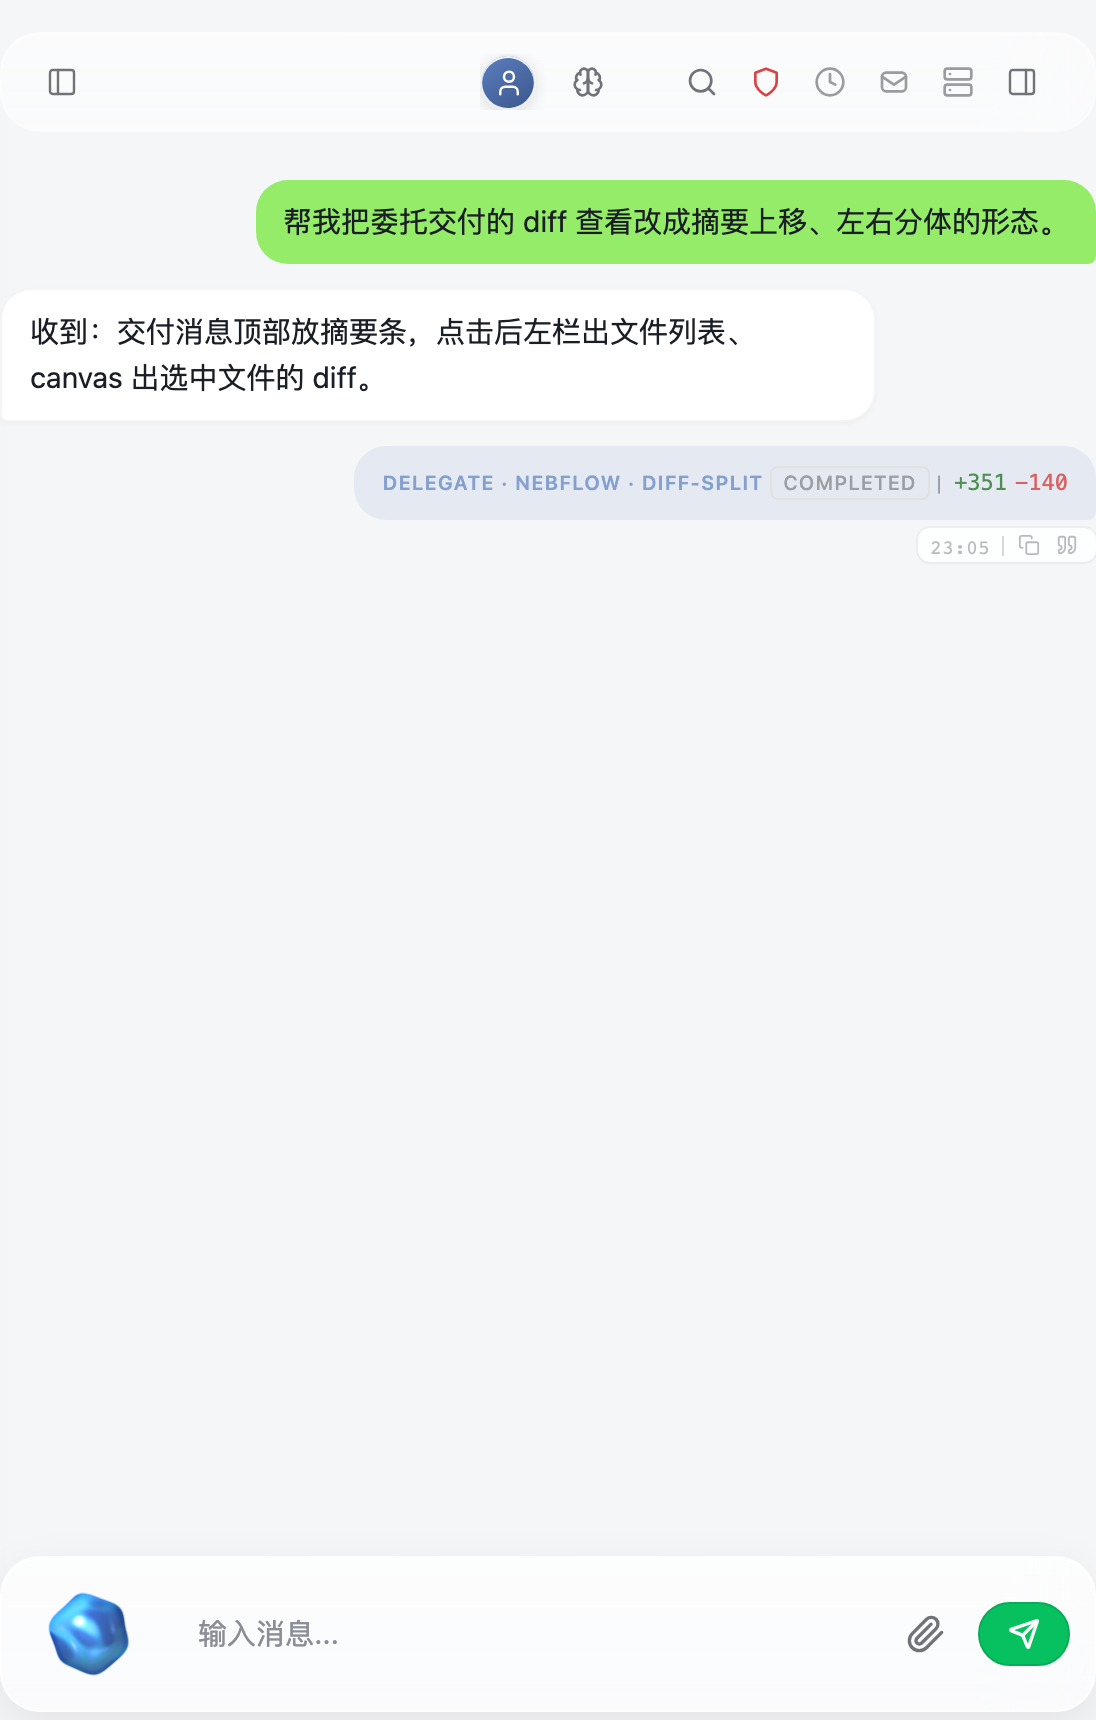 帮我把委托交付的 diff 查看改成摘要上移、左右分体的形态。
收到：交付消息顶部放摘要条，点击后左栏出文件列表、
canvas 出选中文件的 diff。
DELEGATE · NEBFLOW · DIFF-SPLIT COMPLETED | +351 −140
23:05
输入消息...